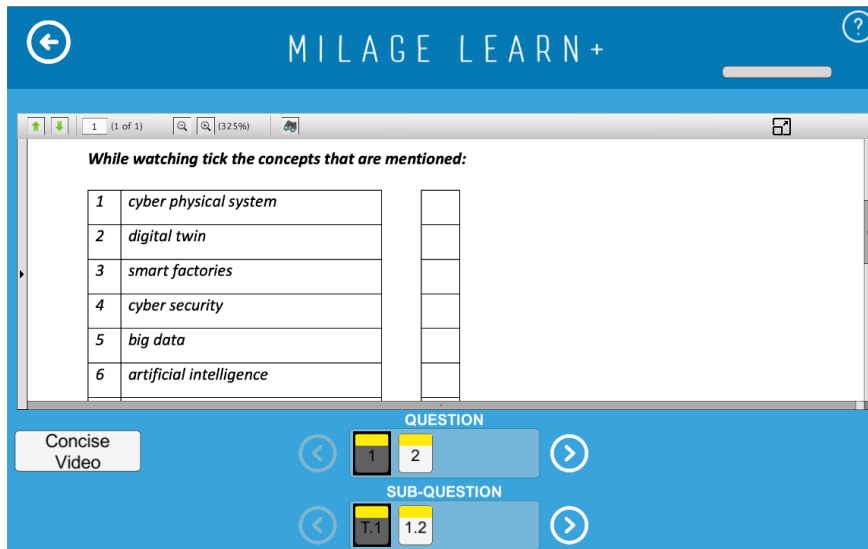 MILAGE LEARN+
?
1 (1 of 1) (325%)
While watching tick the concepts that are mentioned:
1 cyber physical system
2 digital twin
3 smart factories
4 cyber security
5 big data
6 artificial intelligence
QUESTION
Concise
Video
1 2
SUB-QUESTION
T.1 1.2